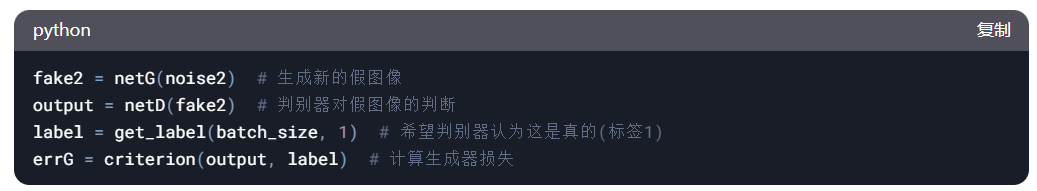 python
复制
fake2 = netG(noise2)  # 生成新的假图像
output = netD(fake2)  # 判别器对假图像的判断
label = get_label(batch_size, 1)  # 希望判别器认为这是真的(标签1)
errG = criterion(output, label)  # 计算生成器损失